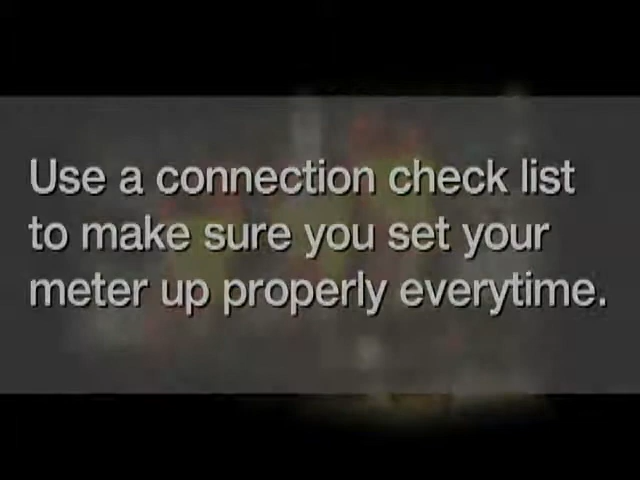 Use a connection check list
to make sure you set your
meter up properly everytime.